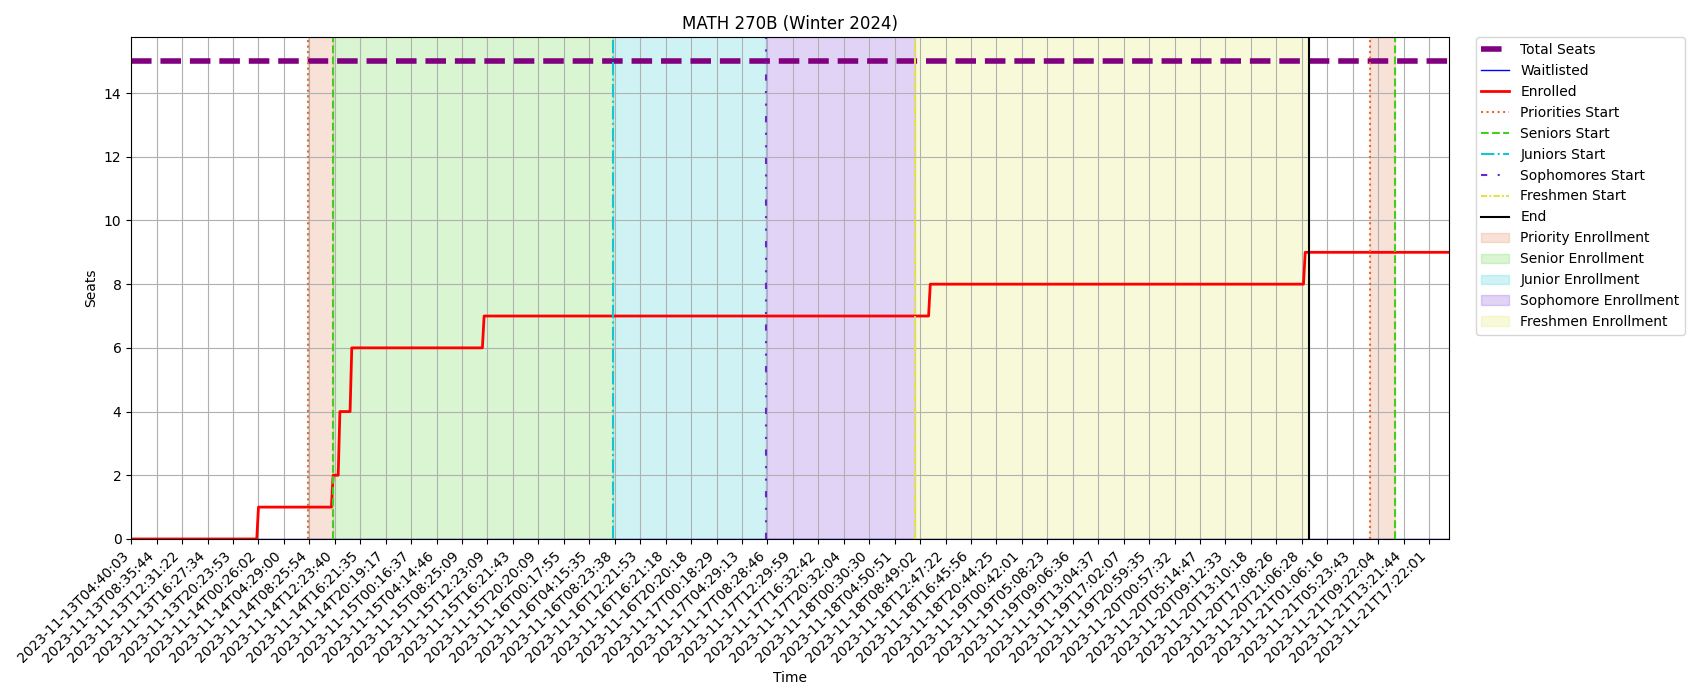 MATH 270B (Winter 2024)
Seats
14
12
10
8
6
4
2
0
2023-11-13T04:40:03
2023-11-13T08:35:44
2023-11-13T12:31:22
2023-11-13T16:27:34
2023-11-13T20:23:53
2023-11-14T00:26:02
2023-11-14T04:29:00
2023-11-14T08:25:54
2023-11-14T12:23:40
2023-11-14T16:21:35
2023-11-14T20:19:17
2023-11-15T00:16:37
2023-11-15T04:14:46
2023-11-15T08:25:09
2023-11-15T12:23:09
2023-11-15T16:21:43
2023-11-15T20:20:09
2023-11-16T00:17:55
2023-11-16T04:15:35
2023-11-16T08:23:38
2023-11-16T12:21:53
2023-11-16T16:21:18
2023-11-16T20:20:18
2023-11-17T00:18:29
2023-11-17T04:29:13
2023-11-17T08:28:46
2023-11-17T12:29:59
2023-11-17T16:32:42
2023-11-17T20:32:04
2023-11-18T00:30:30
2023-11-18T04:50:51
2023-11-18T08:49:02
2023-11-18T12:47:22
2023-11-18T16:45:56
2023-11-18T20:44:25
2023-11-19T00:42:01
2023-11-19T05:08:23
2023-11-19T09:06:36
2023-11-19T13:04:37
2023-11-19T17:02:07
2023-11-19T20:59:35
2023-11-20T00:57:32
2023-11-20T05:14:47
2023-11-20T09:12:33
2023-11-20T13:10:18
2023-11-20T17:08:26
2023-11-20T21:06:28
2023-11-21T01:06:16
2023-11-21T05:23:43
2023-11-21T09:22:04
2023-11-21T13:21:44
2023-11-21T17:22:01
Time
Total Seats
Waitlisted
Enrolled
Priorities Start
Seniors Start
Juniors Start
Sophomores Start
Freshmen Start
End
Priority Enrollment
Senior Enrollment
Junior Enrollment
Sophomore Enrollment
Freshmen Enrollment